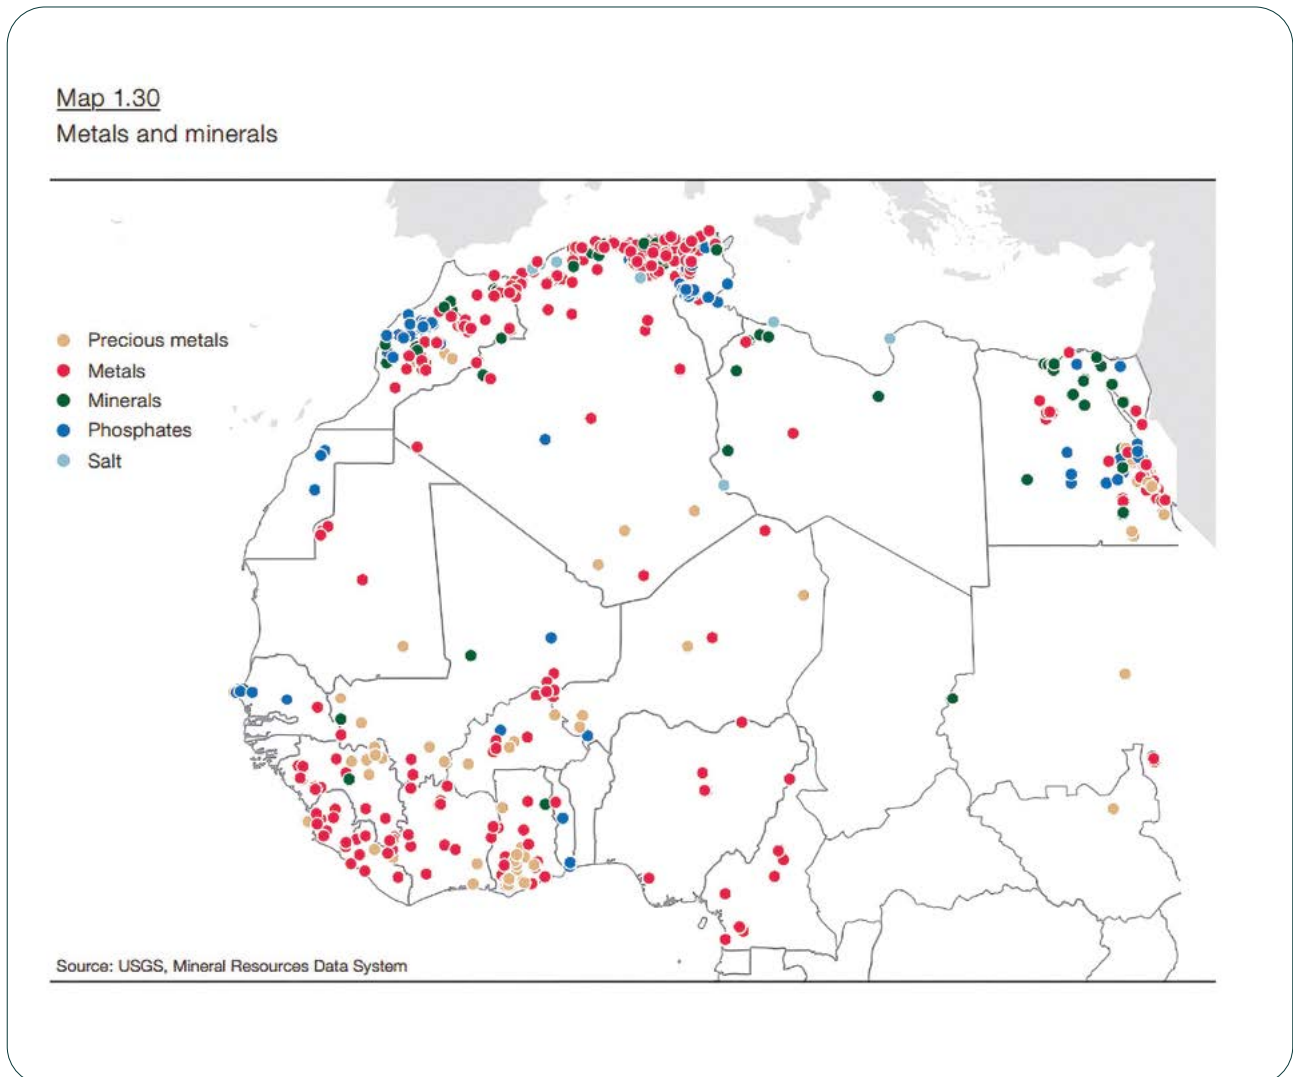 Map 1.30
Metals and minerals
Precious metals
Metals
Minerals
Phosphates
Salt
Source: USGS, Mineral Resources Data System